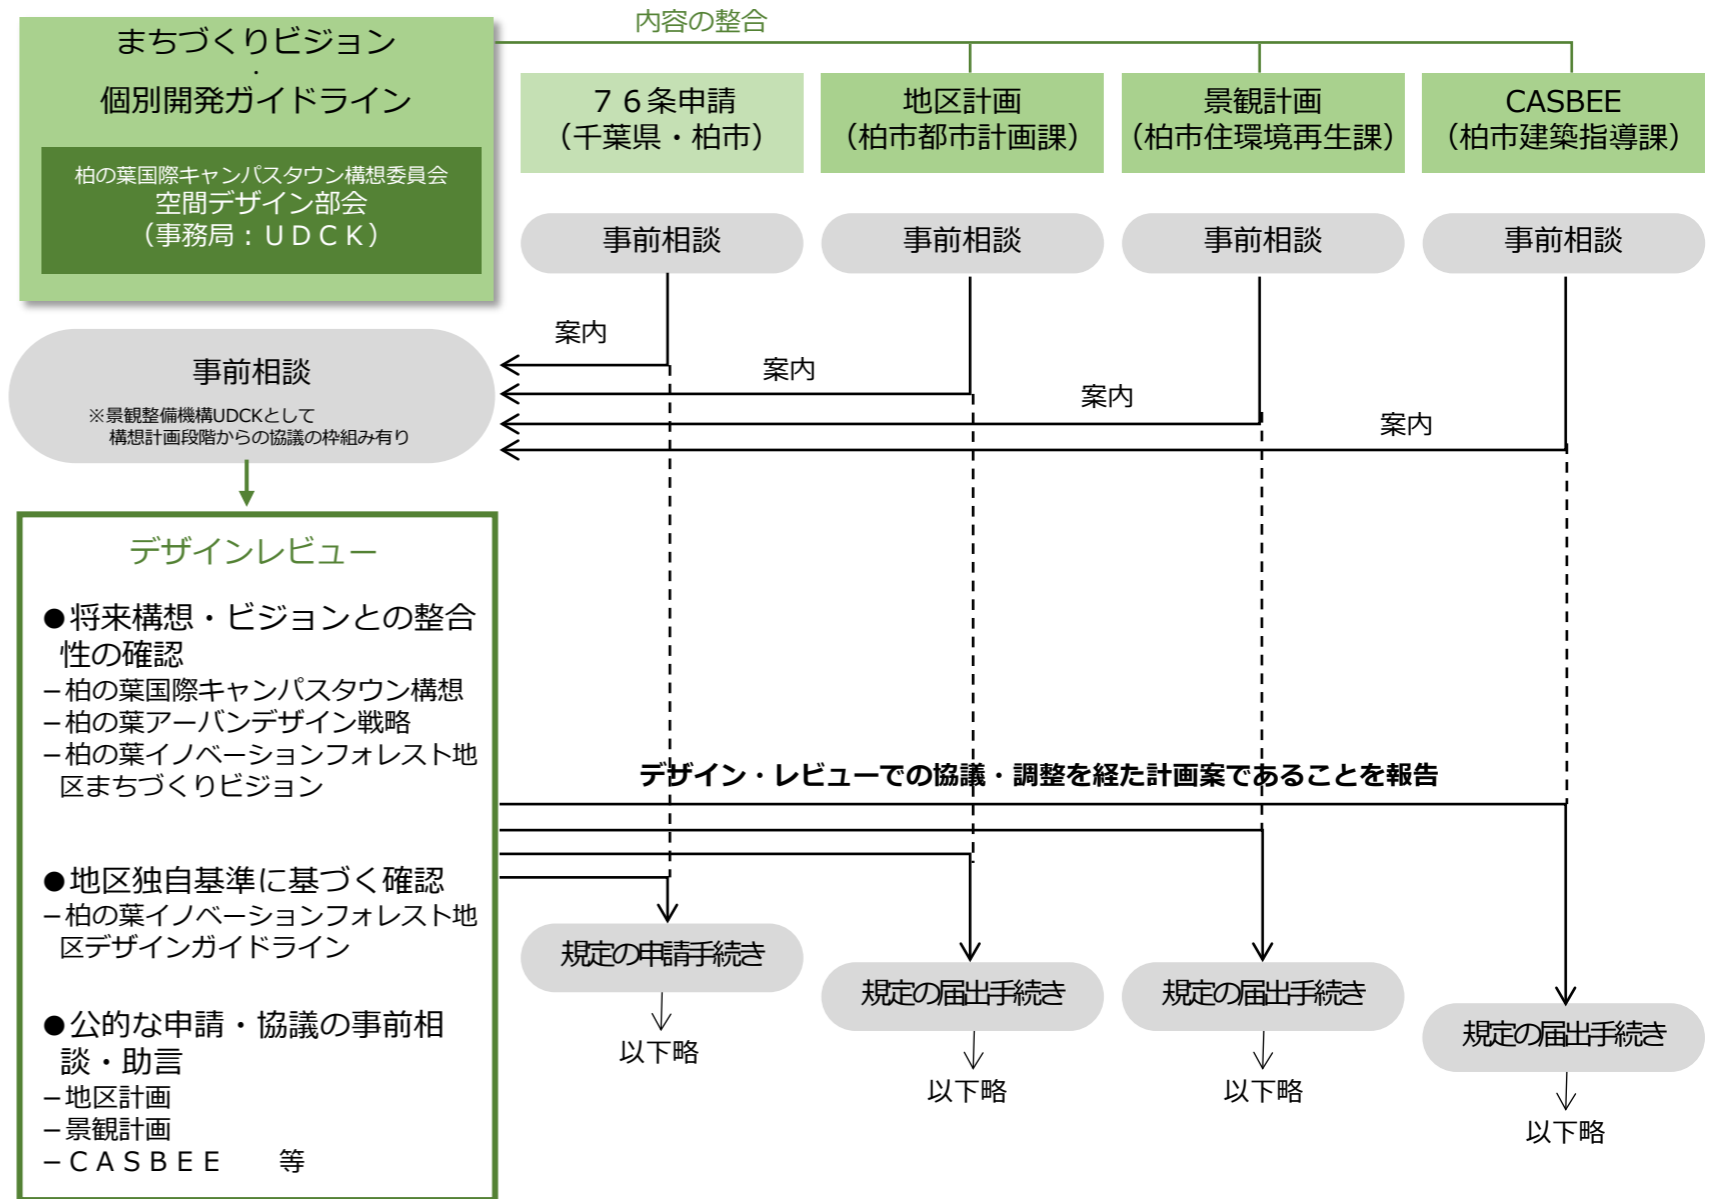 内容の整合
まちづくりビジョン
・
個別開発ガイドライン
柏の葉国際キャンパスタウン構想委員会
空間デザイン部会
（事務局：ＵＤＣＫ）
７６条申請
（千葉県・柏市）
地区計画
（柏市都市計画課）
景観計画
（柏市住環境再生課）
CASBEE
（柏市建築指導課）
事前相談
事前相談
事前相談
事前相談
案内
案内
案内
案内
事前相談
※景観整備機構UDCKとして
構想計画段階からの協議の枠組み有り
デザインレビュー
●将来構想・ビジョンとの整合
性の確認
－柏の葉国際キャンパスタウン構想
－柏の葉アーバンデザイン戦略
－柏の葉イノベーションフォレスト地
区まちづくりビジョン
●地区独自基準に基づく確認
－柏の葉イノベーションフォレスト地
区デザインガイドライン
●公的な申請・協議の事前相
談・助言
－地区計画
－景観計画
－ＣＡＳＢＥＥ　　等
デザイン・レビューでの協議・調整を経た計画案であることを報告
規定の申請手続き
規定の届出手続き
規定の届出手続き
規定の届出手続き
以下略
以下略
以下略
以下略